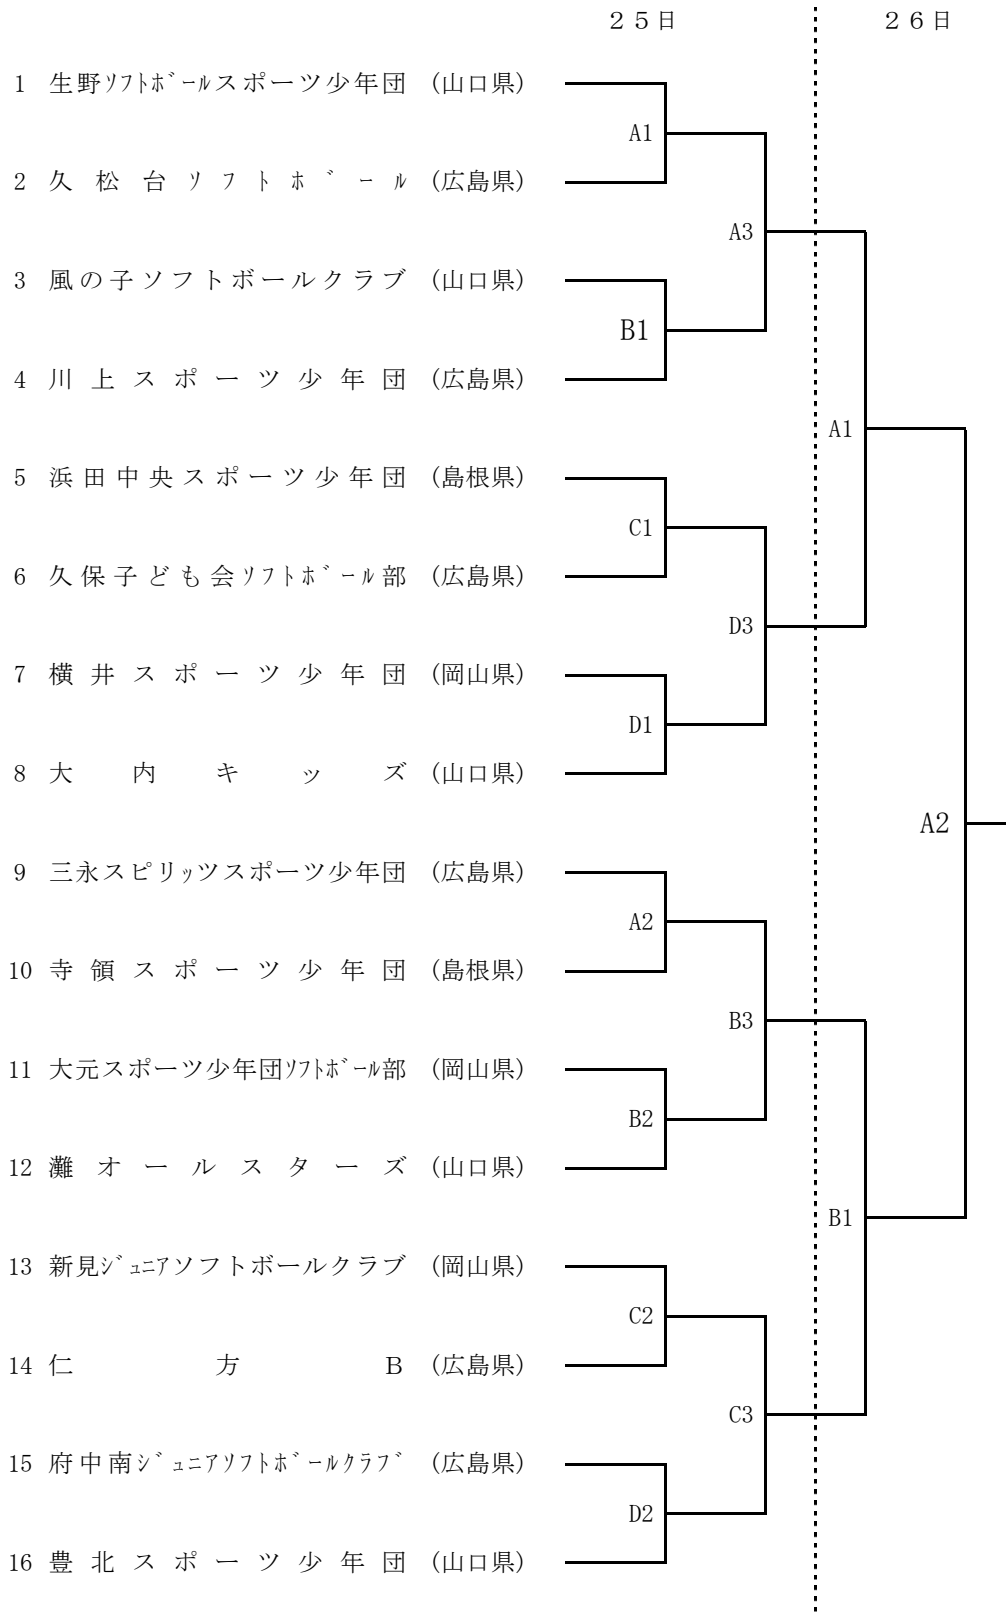 ２５日 ２６日
1 生野ｿﾌﾄﾎﾞｰﾙスポーツ少年団 (山口県)
A1
2 久松台ｿﾌﾄﾎﾞｰﾙ (広島県)
A3
3 風の子ソフトボールクラブ (山口県)
B1
4 川上スポーツ少年団 (広島県)
A1
5 浜田中央スポーツ少年団 (島根県)
C1
6 久保子ども会ｿﾌﾄﾎﾞｰﾙ部 (広島県)
D3
7 横井スポーツ少年団 (岡山県)
D1
8 大内キッズ (山口県)
A2
9 三永スピリｯツスポーツ少年団 (広島県)
A2
10 寺領スポーツ少年団 (島根県)
B3
11 大元スポーツ少年団ｿﾌﾄﾎﾞｰﾙ部 (岡山県)
B2
12 灘オールスターズ (山口県)
B1
13 新見ｼﾞｭﾆｱソフトボールクラブ (岡山県)
C2
14 仁方B (広島県)
C3
15 府中南ｼﾞｭﾆｱｿﾌﾄﾎﾞｰﾙｸﾗﾌﾞ (広島県)
D2
16 豊北スポーツ少年団 (山口県)